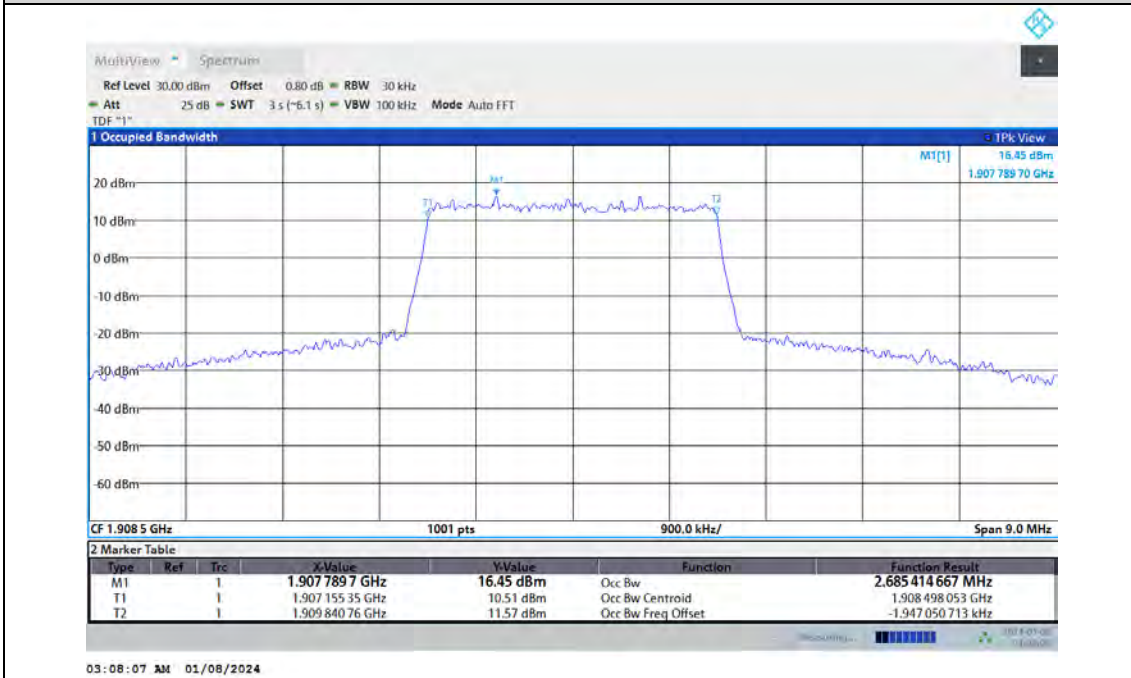 MultiView Spectrum
Ref Level 30.00 dBm Offset 0.80 dB RBW 30 kHz
Att 25 dB SWT 3 s (~6.1 s) VBW 100 kHz Mode Auto FFT
TDF "1"
1 Occupied Bandwidth 1Pk View
M1[1] 16.45 dBm
1.907 789 70 GHz
20 dBm
M1
T1 T2
10 dBm
0 dBm
-10 dBm
-20 dBm
-30 dBm
-40 dBm
-50 dBm
-60 dBm
CF 1.908 5 GHz 1001 pts 900.0 kHz/ Span 9.0 MHz
2 Marker Table
Type Ref Trc X-Value Y-Value Function Function Result
M1 1 1.907 789 7 GHz 16.45 dBm Occ Bw 2.685 414 667 MHz
T1 1 1.907 155 35 GHz 10.51 dBm Occ Bw Centroid 1.908 498 053 GHz
T2 1 1.909 840 76 GHz 11.57 dBm Occ Bw Freq Offset -1.947 050 713 kHz
03:08:07 AM 01/08/2024